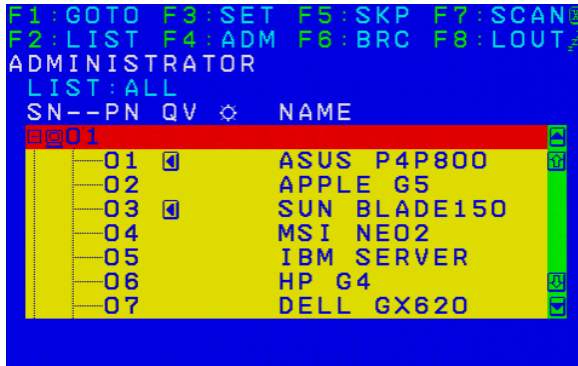 F1:GOTO F3:SET F5:SKP F7:SCAN
F2:LIST F4:ADM F6:BRC F8:LOUT
ADMINISTRATOR
LIST:ALL
SN--PN QV ☼ NAME
01
01 ASUS P4P800
02 APPLE G5
03 SUN BLADE150
04 MSI NEO2
05 IBM SERVER
06 HP G4
07 DELL GX620